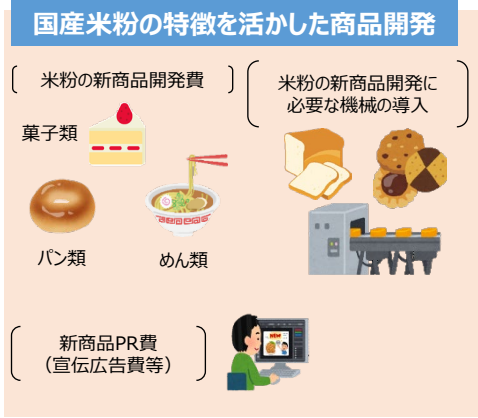 国産米粉の特徴を活かした商品開発
米粉の新商品開発費
菓子類
パン類
めん類
米粉の新商品開発に
必要な機械の導入
新商品PR費
（宣伝広告費等）
NEW